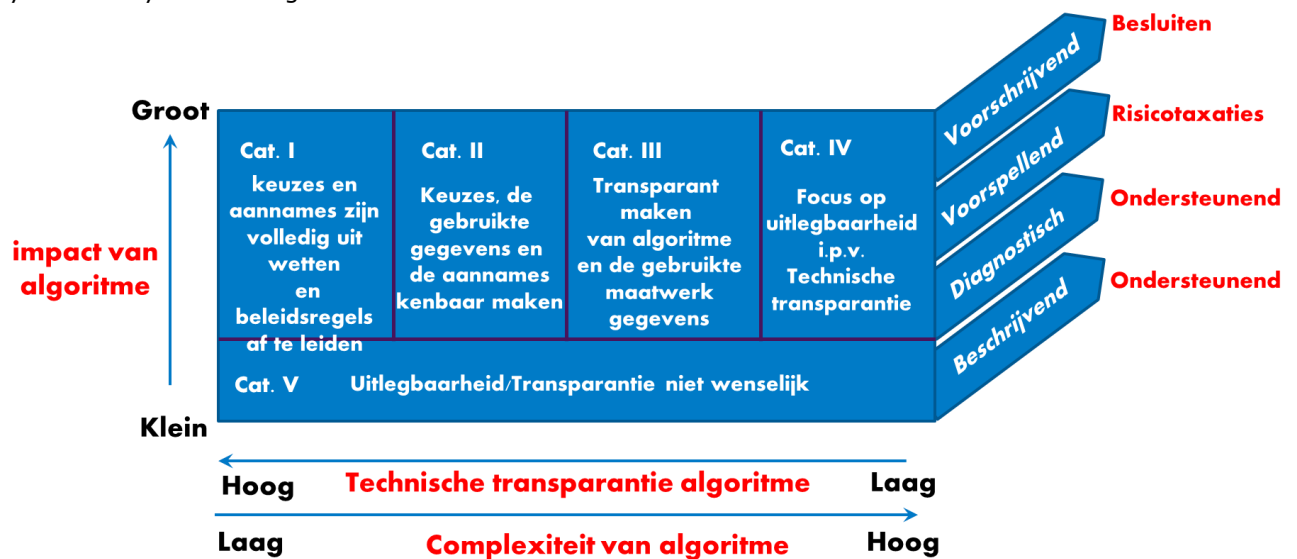 Besluiten
Groot
Voorschrijvend
Risicotaxaties
Cat. I
keuzes en
aannames zijn
volledig uit
wetten
en
beleidsregels
af te leiden
Cat. II
Keuzes, de
gebruikte
gegevens en
de aannames
kenbaar maken
Cat. III
Transparant
maken
van algoritme
en de gebruikte
maatwerk
gegevens
Cat. IV
Focus op
uitlegbaarheid
i.p.v.
Technische
transparantie
Voorspellend
Ondersteunend
Diagnostisch
Ondersteunend
Beschrijvend
impact van
algoritme
Cat. V Uitlegbaarheid/Transparantie niet wenselijk
Klein
Hoog Technische transparantie algoritme Laag
Laag Complexiteit van algoritme Hoog